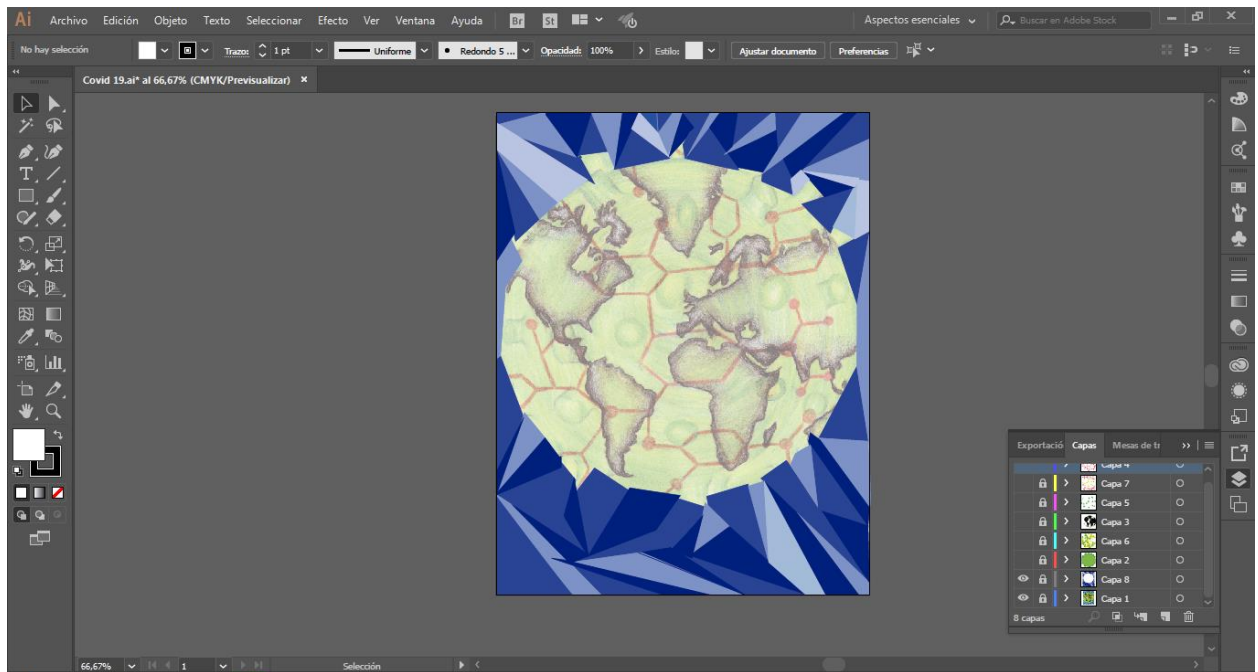 Ai Archivo Edición Objeto Texto Seleccionar Efecto Ver Ventana Ayuda Br St Aspectos esenciales Buscar en Adobe Stock
No hay selección Trazo: 1 pt Uniforme Redondo 5 ... Opacidad: 100% Estilo: Ajustar documento Preferencias
Covid 19.ai* al 66,67% (CMYK/Previsualizar) ×
Exportació Capas Mesas de tr
Capa 4
Capa 7
Capa 5
Capa 3
Capa 6
Capa 2
Capa 8
Capa 1
8 capas
66,67% 1 Selección